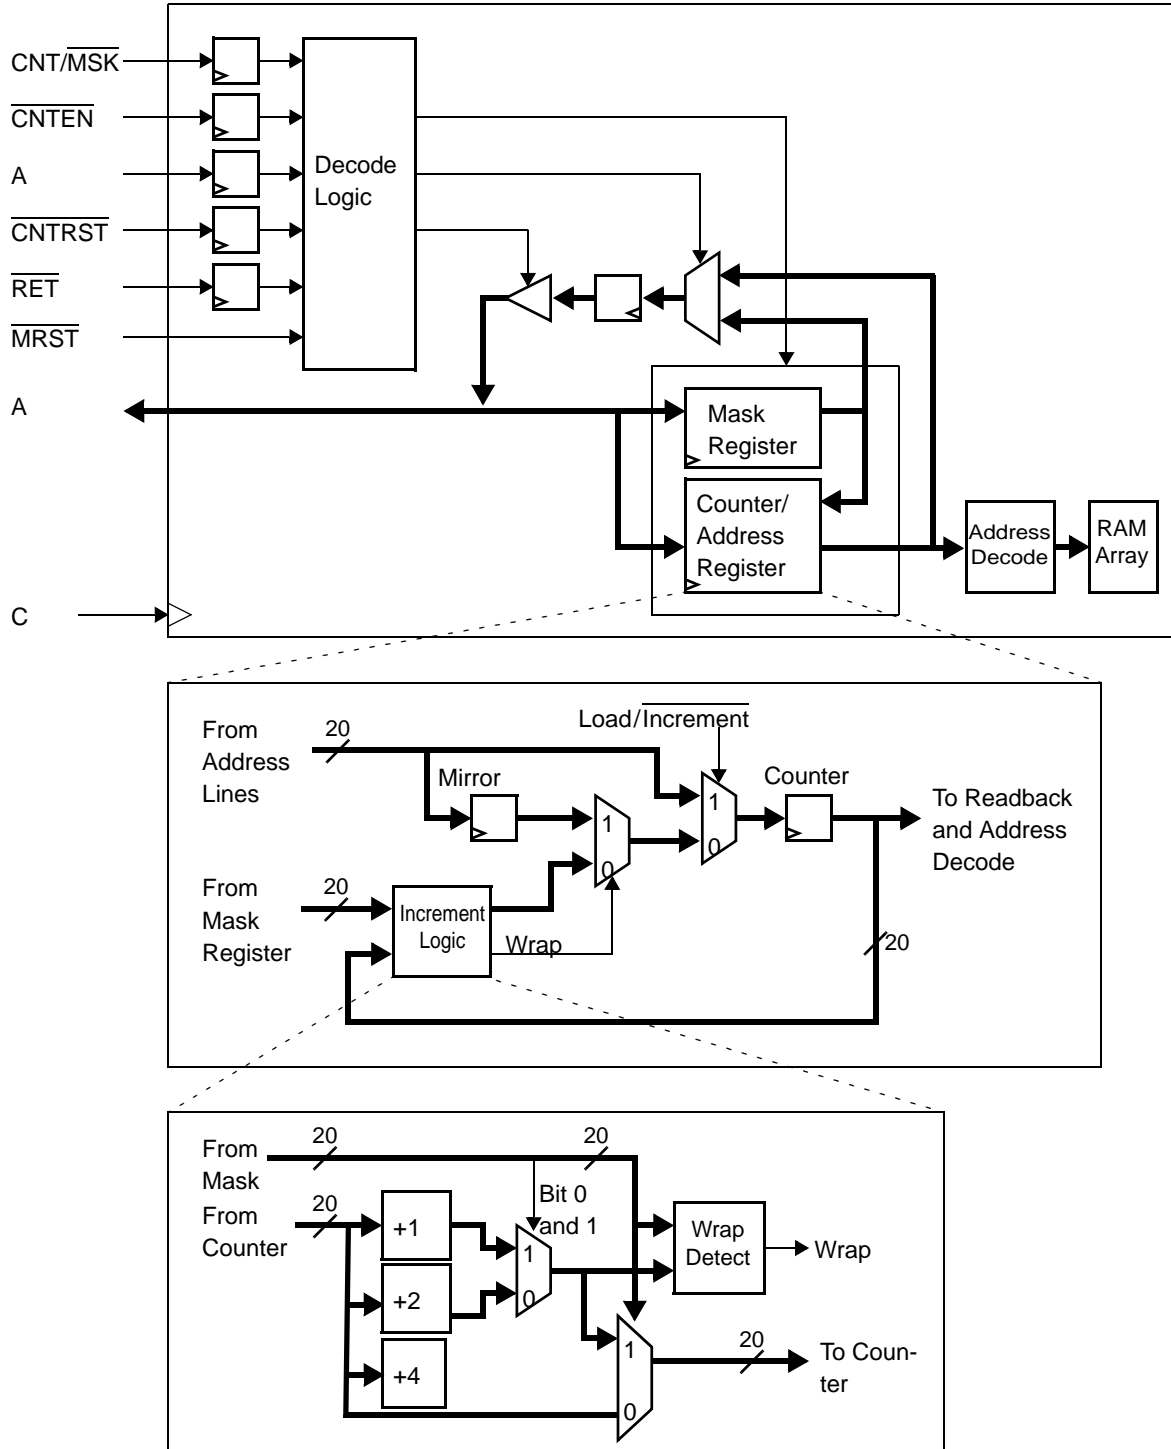 CNT/MSK
CNTEN
A
CNTRST
RET
MRST
A
C
Decode
Logic
Mask
Register
Counter/
Address
Register
Address
Decode
RAM
Array
From
Address
Lines
20
Mirror
Load/Increment
Counter
1
0
1
0
To Readback
and Address
Decode
From
Mask
Register
20
Increment
Logic
Wrap
20
From
Mask
20
20
Bit 0
and 1
From
Counter
20
+1
+2
+4
1
0
Wrap
Detect
Wrap
1
0
20
To Coun-
ter